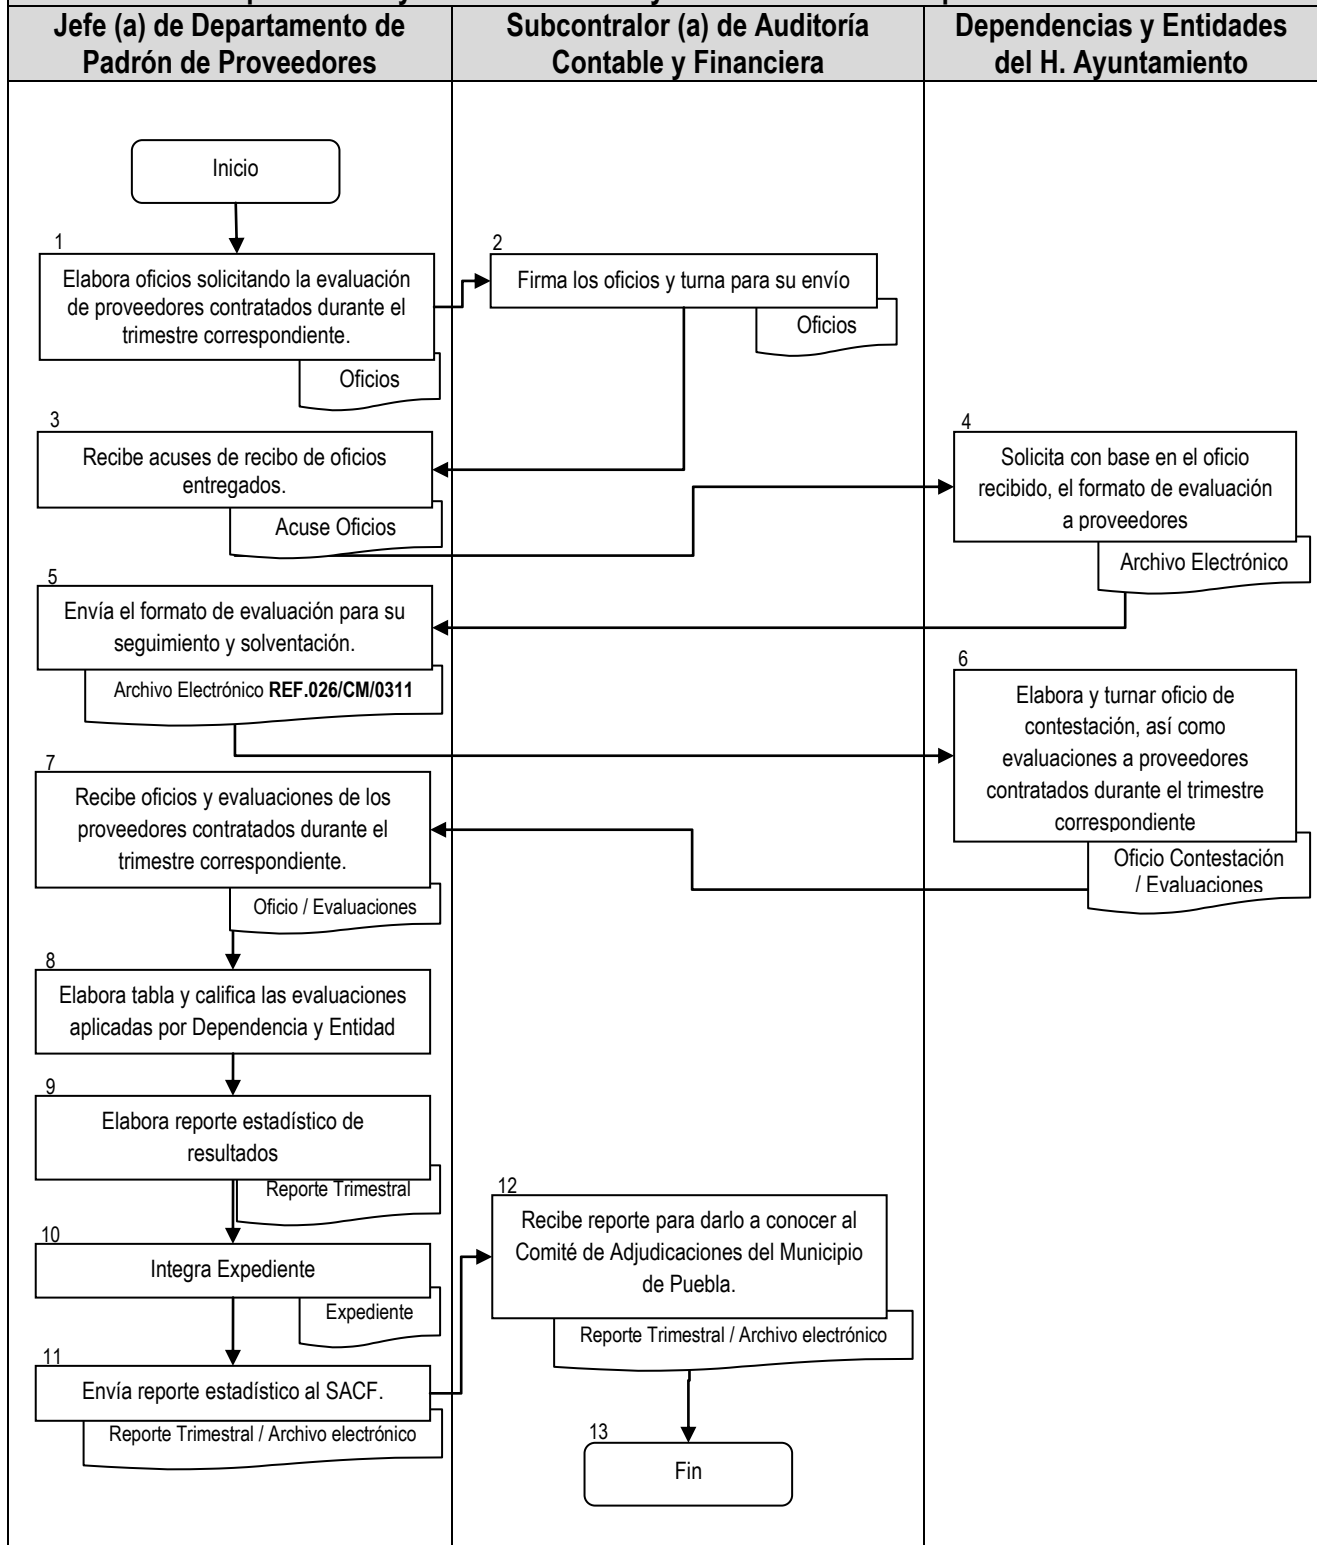 Jefe (a) de Departamento de
Padrón de Proveedores
Subcontralor (a) de Auditoría
Contable y Financiera
Dependencias y Entidades
del H. Ayuntamiento
Inicio
1
Elabora oficios solicitando la evaluación
de proveedores contratados durante el
trimestre correspondiente.
Oficios
2
Firma los oficios y turna para su envío
Oficios
3
Recibe acuses de recibo de oficios
entregados.
Acuse Oficios
4
Solicita con base en el oficio
recibido, el formato de evaluación
a proveedores
Archivo Electrónico
5
Envía el formato de evaluación para su
seguimiento y solventación.
Archivo Electrónico REF.026/CM/0311
6
Elabora y turnar oficio de
contestación, así como
evaluaciones a proveedores
contratados durante el trimestre
correspondiente
Oficio Contestación
/ Evaluaciones
7
Recibe oficios y evaluaciones de los
proveedores contratados durante el
trimestre correspondiente.
Oficio / Evaluaciones
8
Elabora tabla y califica las evaluaciones
aplicadas por Dependencia y Entidad
9
Elabora reporte estadístico de
resultados
Reporte Trimestral
10
Integra Expediente
Expediente
11
Envía reporte estadístico al SACF.
Reporte Trimestral / Archivo electrónico
12
Recibe reporte para darlo a conocer al
Comité de Adjudicaciones del Municipio
de Puebla.
Reporte Trimestral / Archivo electrónico
13
Fin